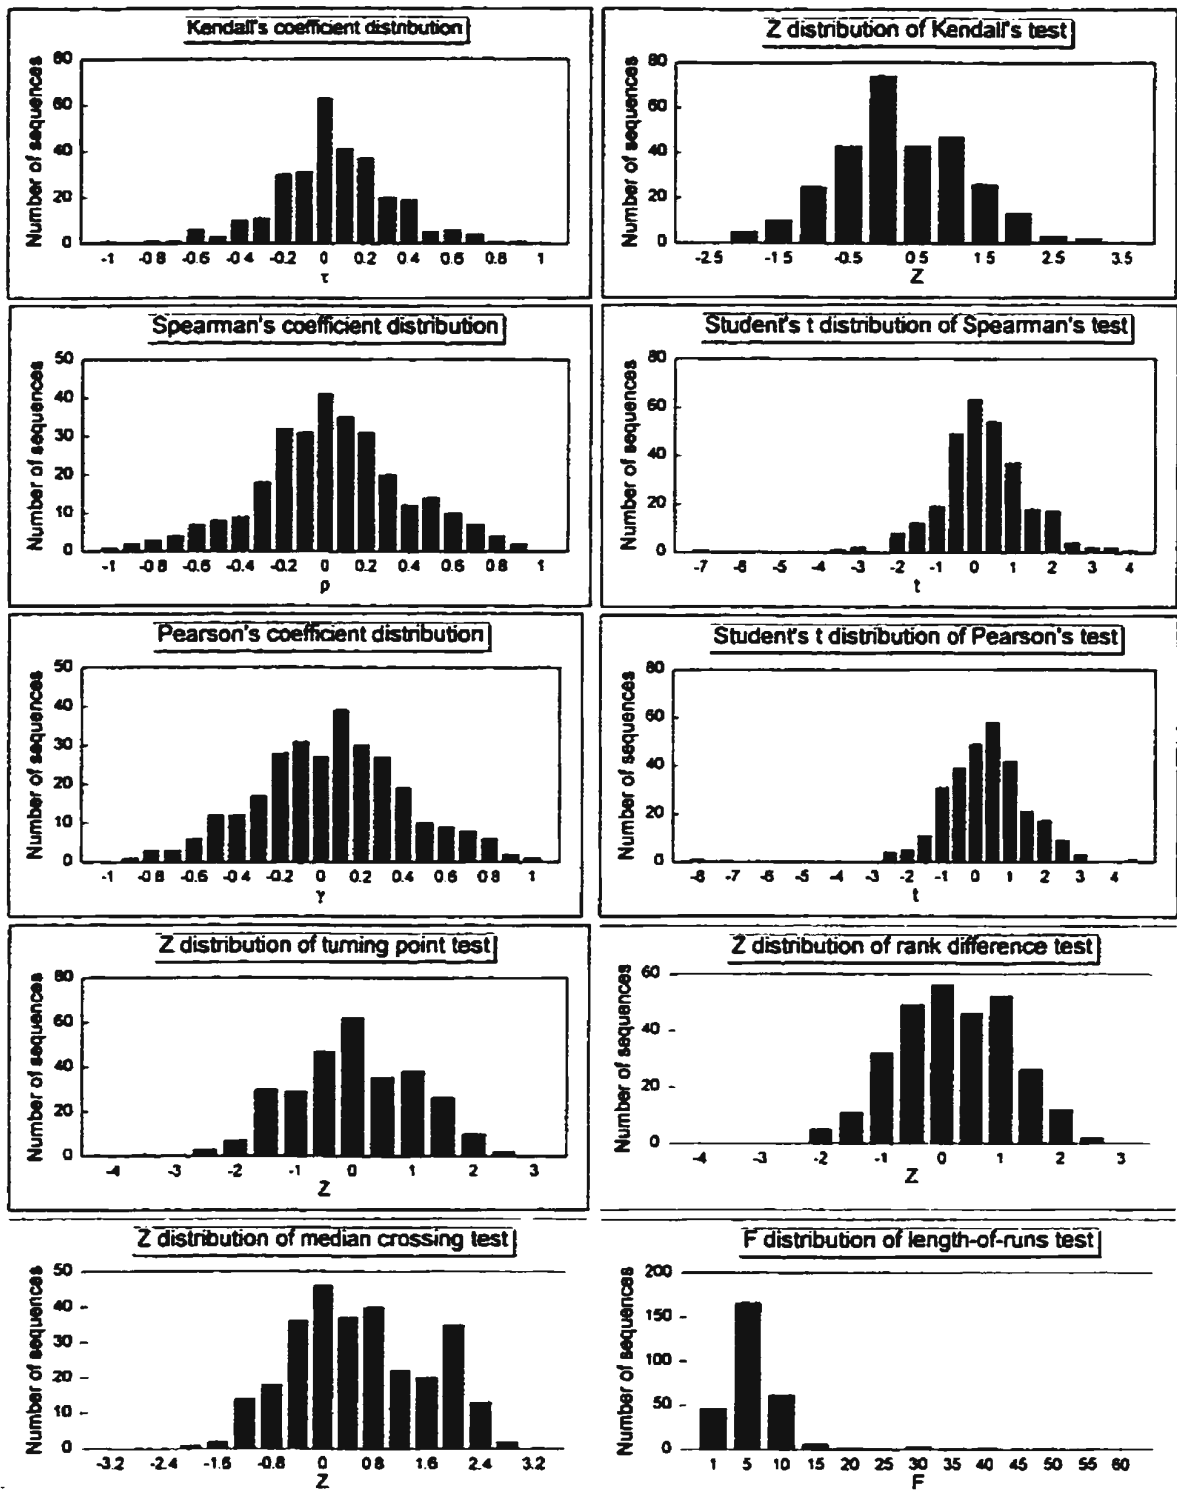 Kendall's coefficient distribution
Number of sequences
80
60
40
20
0
-1 -0.8 -0.6 -0.4 -0.2 0 0.2 0.4 0.6 0.8 1
τ
Z distribution of Kendall's test
Number of sequences
80
60
40
20
0
-2.5 -1.5 -0.5 0.5 1.5 2.5 3.5
Z
Spearman's coefficient distribution
Number of sequences
50
40
30
20
10
0
-1 -0.8 -0.6 -0.4 -0.2 0 0.2 0.4 0.6 0.8 1
ρ
Student's t distribution of Spearman's test
Number of sequences
80
60
40
20
0
-7 -6 -5 -4 -3 -2 -1 0 1 2 3 4
t
Pearson's coefficient distribution
Number of sequences
50
40
30
20
10
0
-1 -0.8 -0.6 -0.4 -0.2 0 0.2 0.4 0.6 0.8 1
γ
Student's t distribution of Pearson's test
Number of sequences
80
60
40
20
0
-8 -7 -6 -5 -4 -3 -2 -1 0 1 2 3 4
t
Z distribution of turning point test
Number of sequences
80
60
40
20
0
-4 -3 -2 -1 0 1 2 3
Z
Z distribution of rank difference test
Number of sequences
60
40
20
0
-4 -3 -2 -1 0 1 2 3
Z
Z distribution of median crossing test
Number of sequences
50
40
30
20
10
0
-3.2 -2.4 -1.6 -0.8 0 0.8 1.6 2.4 3.2
Z
F distribution of length-of-runs test
Number of sequences
200
150
100
50
0
1 5 10 15 20 25 30 35 40 45 50 55 60
F